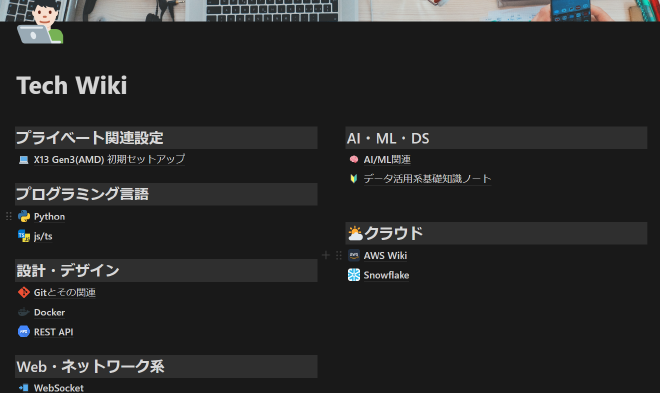 Tech Wiki
プライベート関連設定
X13 Gen3(AMD) 初期セットアップ
プログラミング言語
Python
js/ts
設計・デザイン
Gitとその関連
Docker
REST API
Web・ネットワーク系
WebSocket
AI・ML・DS
AI/ML関連
データ活用系基礎知識ノート
クラウド
AWS Wiki
Snowflake